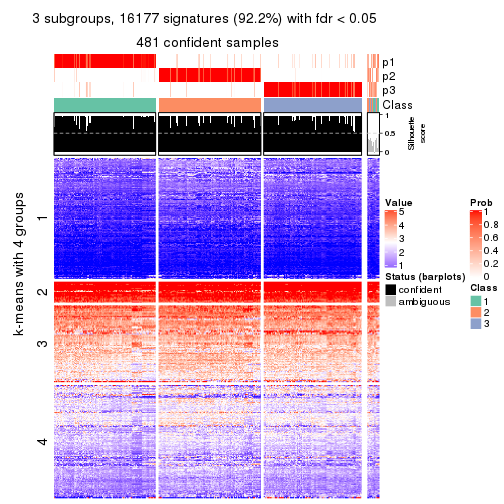 3 subgroups, 16177 signatures (92.2%) with fdr < 0.05
481 confident samples
p1
p2
p3
Class
1
0.5
0
Silhouette
score
k-means with 4 groups
1
2
3
4
Value
5
4
3
2
1
Status (barplots)
confident
ambiguous
Prob
1
0.8
0.6
0.4
0.2
0
Class
1
2
3